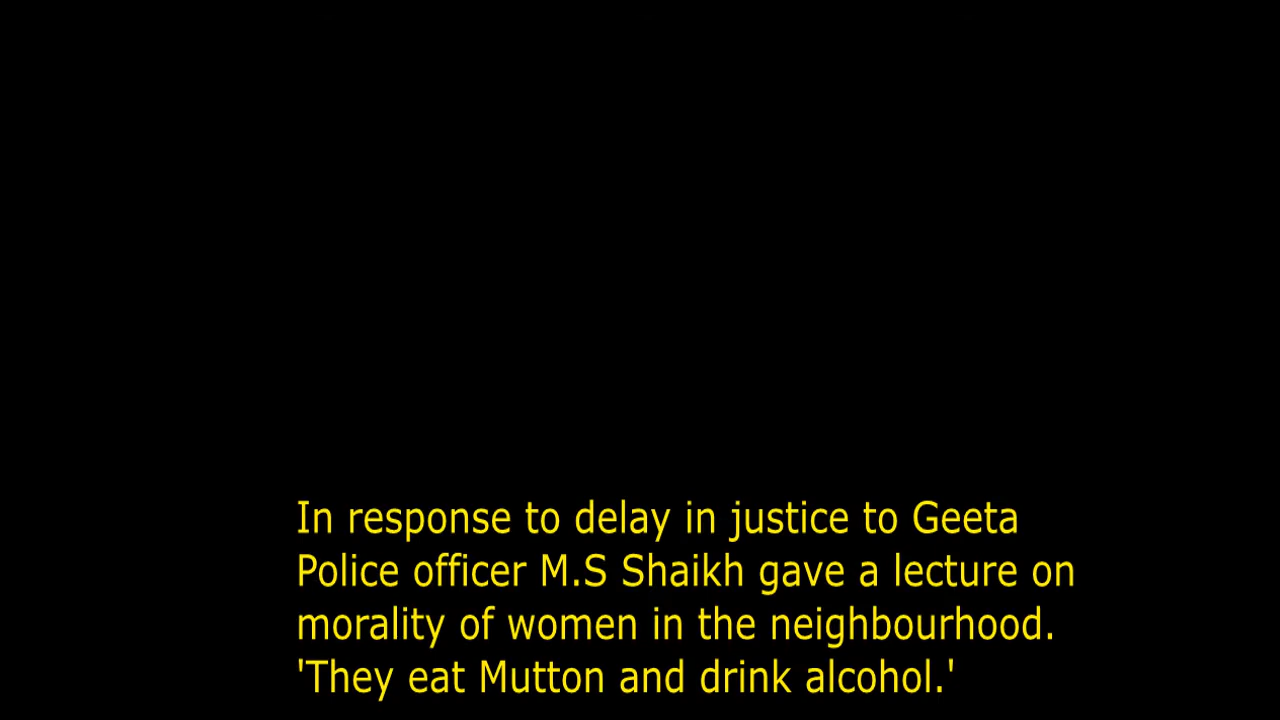 In response to delay in justice to Geeta
Police officer M.S Shaikh gave a lecture on
morality of women in the neighbourhood.
'They eat Mutton and drink alcohol.'